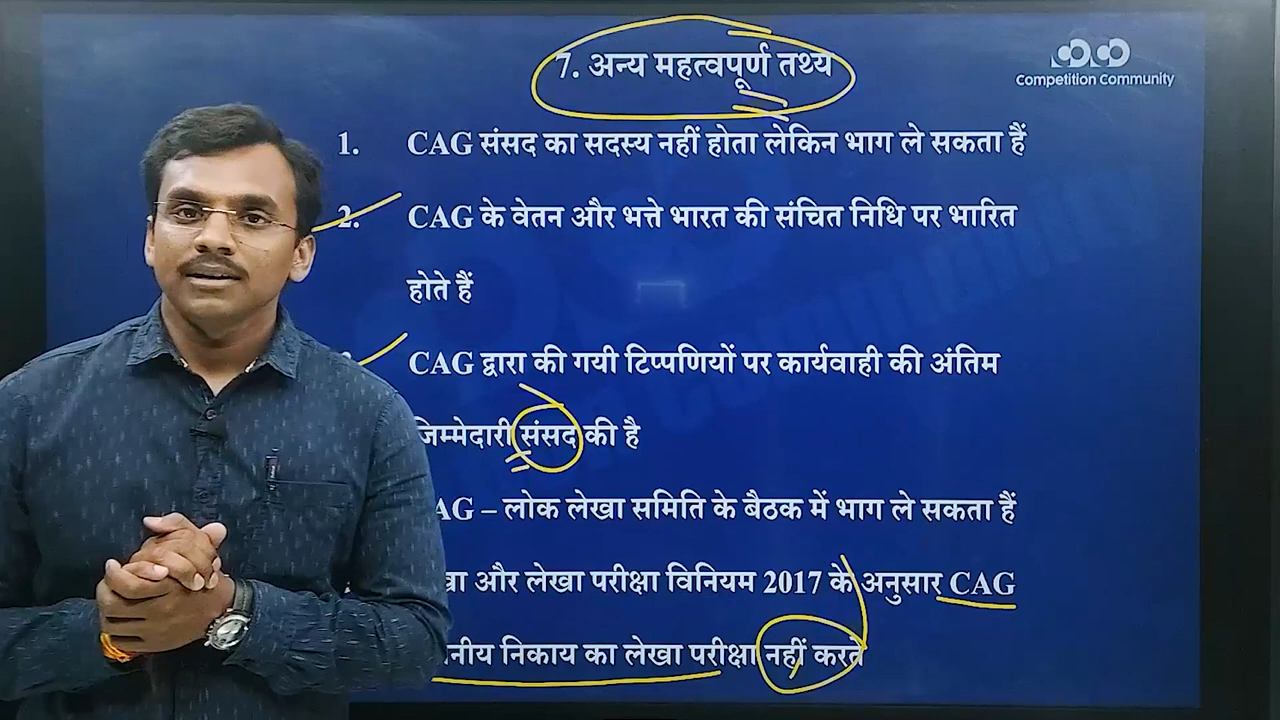 7. अन्य महत्वपूर्ण तथ्य
Competition Community
1. CAG संसद का सदस्य नहीं होता लेकिन भाग ले सकता हैं
2. CAG के वेतन और भत्ते भारत की संचित निधि पर भारित
होते हैं
CAG द्वारा की गयी टिप्पणियों पर कार्यवाही की अंतिम
जिम्मेदारी संसद की है
AG – लोक लेखा समिति के बैठक में भाग ले सकता हैं
और लेखा परीक्षा विनियम 2017 के अनुसार CAG
निकाय का लेखा परीक्षा नहीं करते